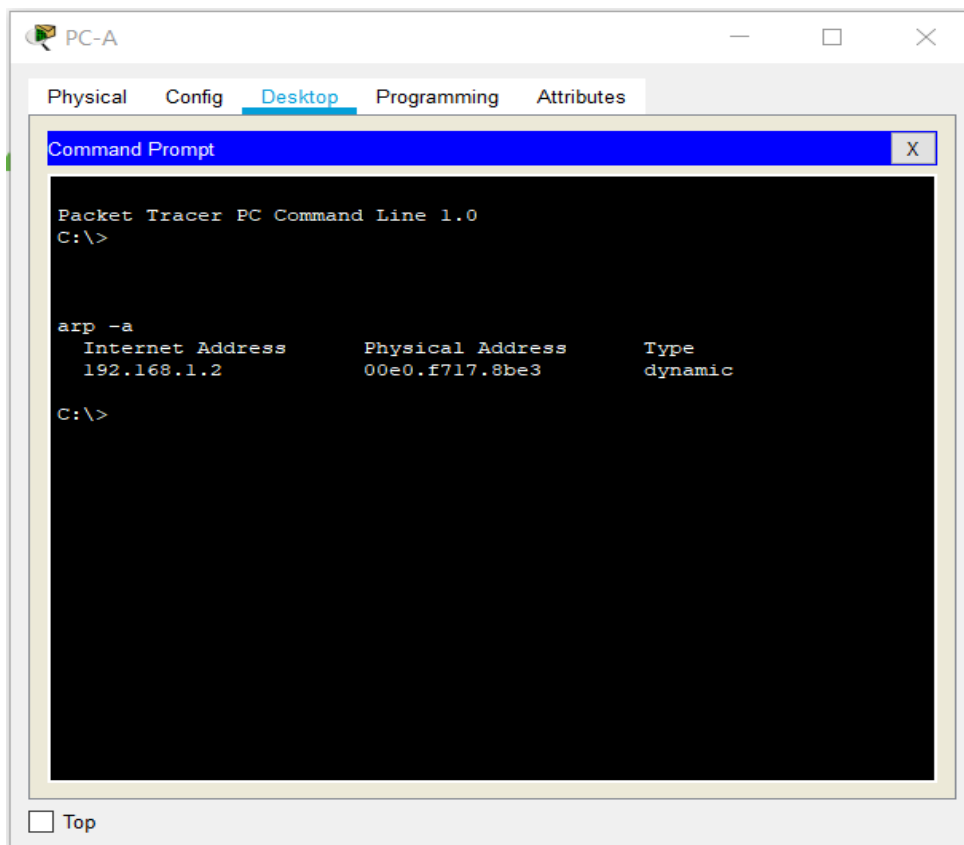 PC-A
Physical Config Desktop Programming Attributes
Command Prompt X
Packet Tracer PC Command Line 1.0
C:\>
arp -a
Internet Address Physical Address Type
192.168.1.2 00e0.f717.8be3 dynamic
C:\>
Top